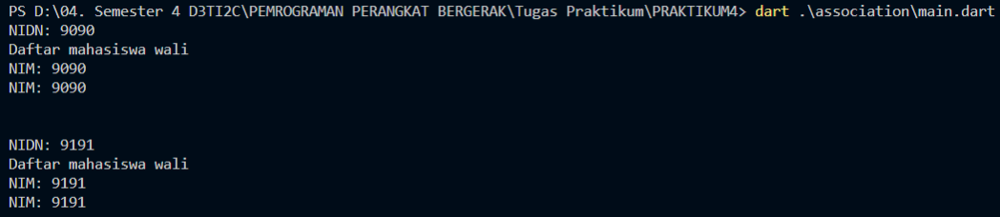 PS D:\04. Semester 4 D3TI2C\PEMROGRAMAN PERANGKAT BERGERAK\Tugas Praktikum\PRAKTIKUM4> dart .\association\main.dart
NIDN: 9090
Daftar mahasiswa wali
NIM: 9090
NIM: 9090
NIDN: 9191
Daftar mahasiswa wali
NIM: 9191
NIM: 9191